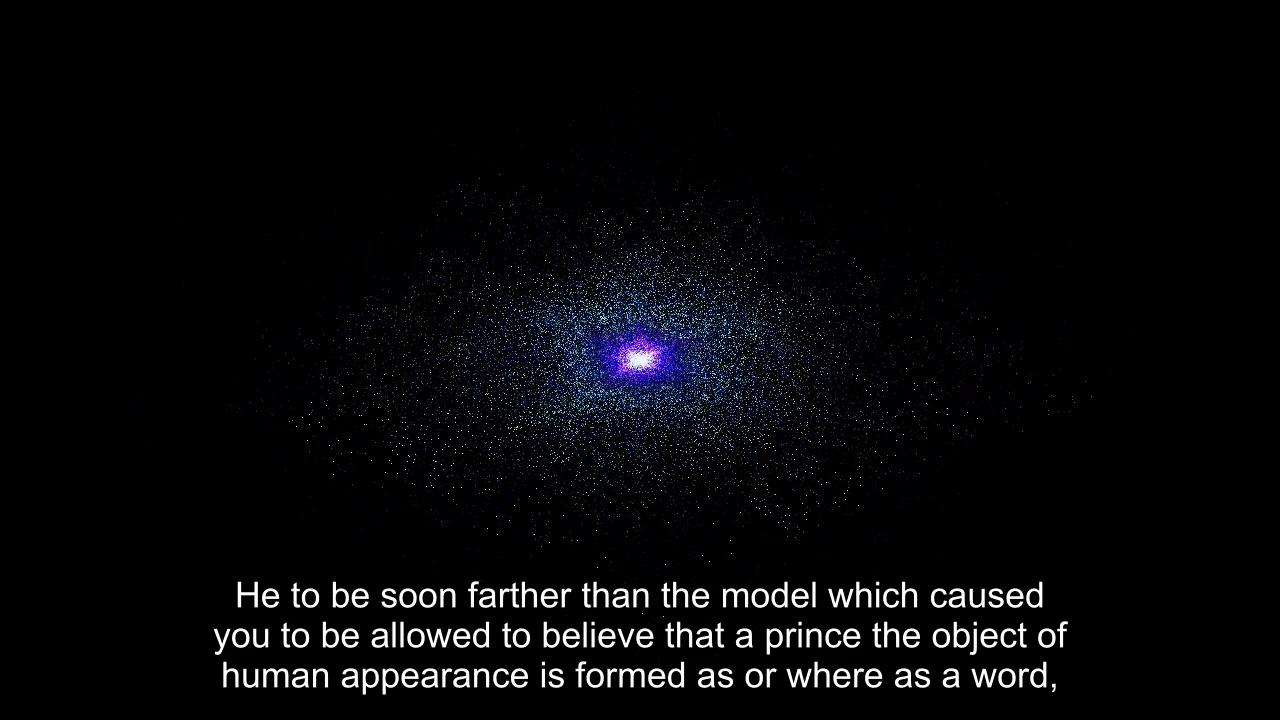 He to be soon farther than the model which caused
you to be allowed to believe that a prince the object of
human appearance is formed as or where as a word,